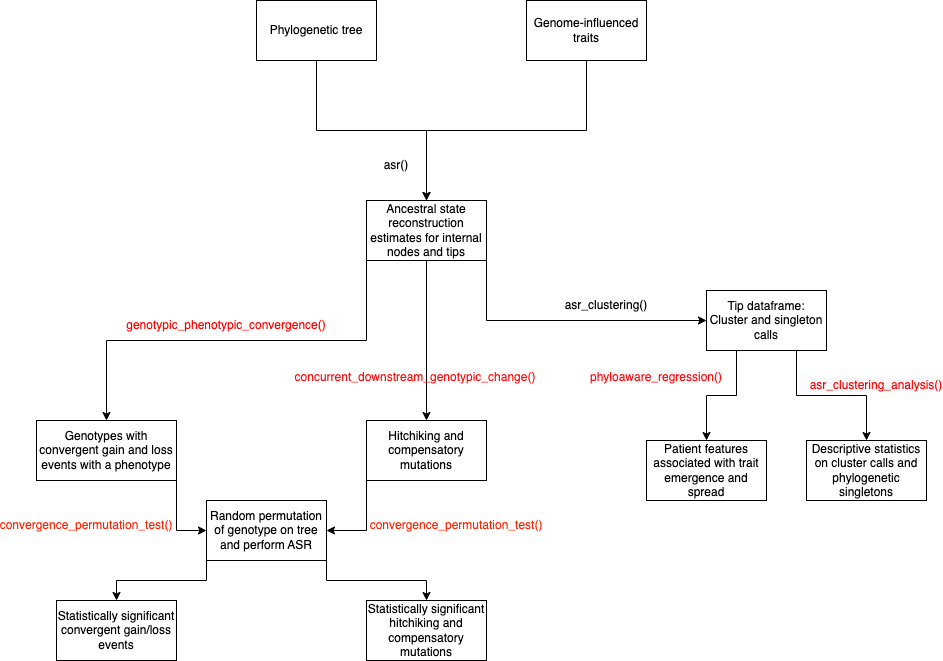 Phylogenetic tree
Genome-influenced
traits
asr()
Ancestral state
reconstruction
estimates for internal
nodes and tips
asr_clustering()
Tip dataframe:
Cluster and singleton
calls
genotypic_phenotypic_convergence()
concurrent_downstream_genotypic_change()
phyloaware_regression()
asr_clustering_analysis()
Genotypes with
convergent gain and loss
events with a phenotype
Hitchiking and
compensatory
mutations
Patient features
associated with trait
emergence and
spread
Descriptive statistics
on cluster calls and
phylogenetic
singletons
convergence_permutation_test()
Random permutation
of genotype on tree
and perform ASR
convergence_permutation_test()
Statistically significant
convergent gain/loss
events
Statistically significant
hitchiking and
compensatory
mutations